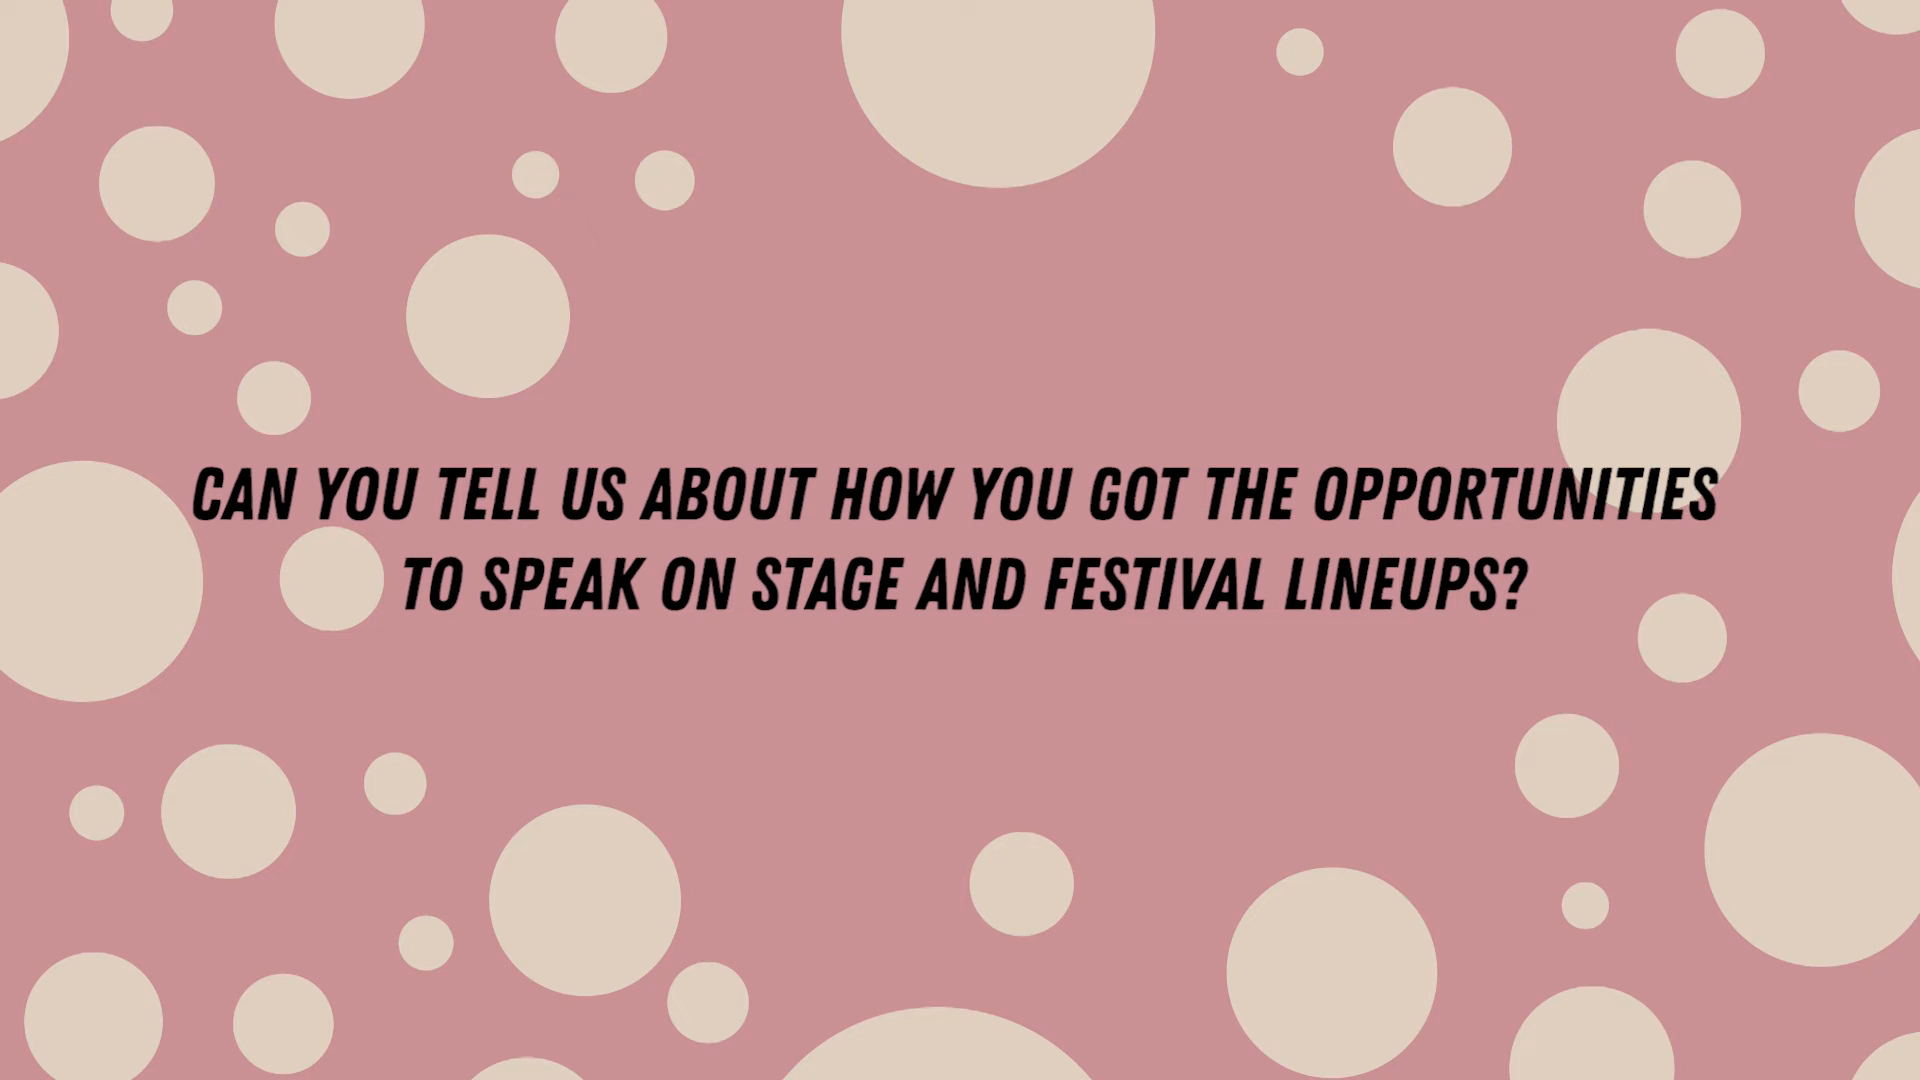 CAN YOU TELL US ABOUT HOW YOU GOT THE OPPORTUNITIES
TO SPEAK ON STAGE AND FESTIVAL LINEUPS?